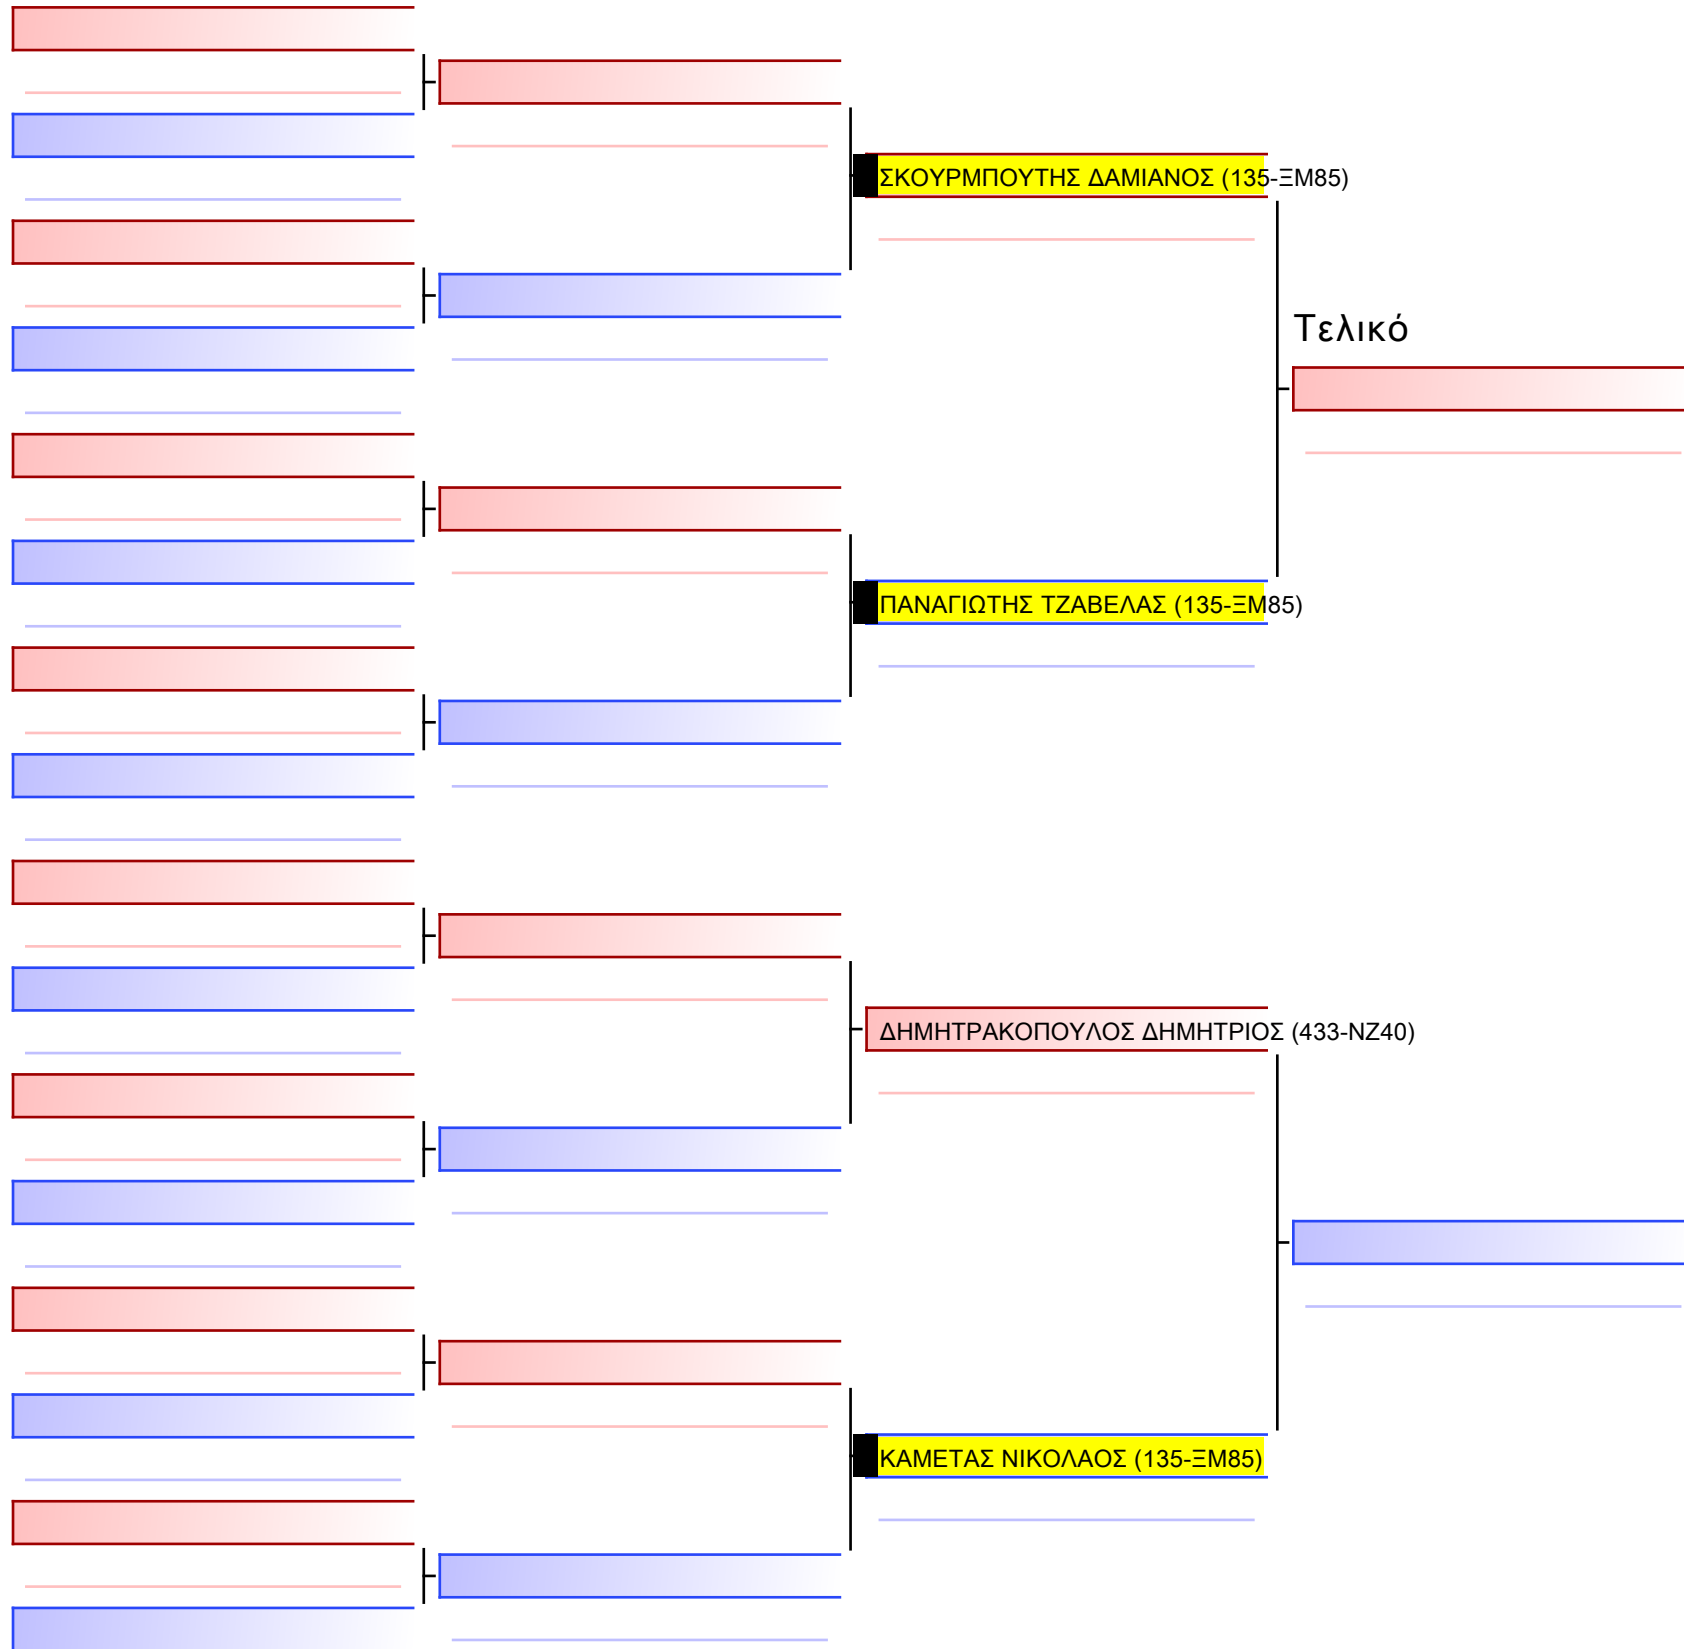 ΣΚΟΥΡΜΠΟΥΤΗΣ ΔΑΜΙΑΝΟΣ (135-ΞΜ85)
Τελικό
ΠΑΝΑΓΙΩΤΗΣ ΤΖΑΒΕΛΑΣ (135-ΞΜ85)
ΔΗΜΗΤΡΑΚΟΠΟΥΛΟΣ ΔΗΜΗΤΡΙΟΣ (433-ΝΖ40)
ΚΑΜΕΤΑΣ ΝΙΚΟΛΑΟΣ (135-ΞΜ85)